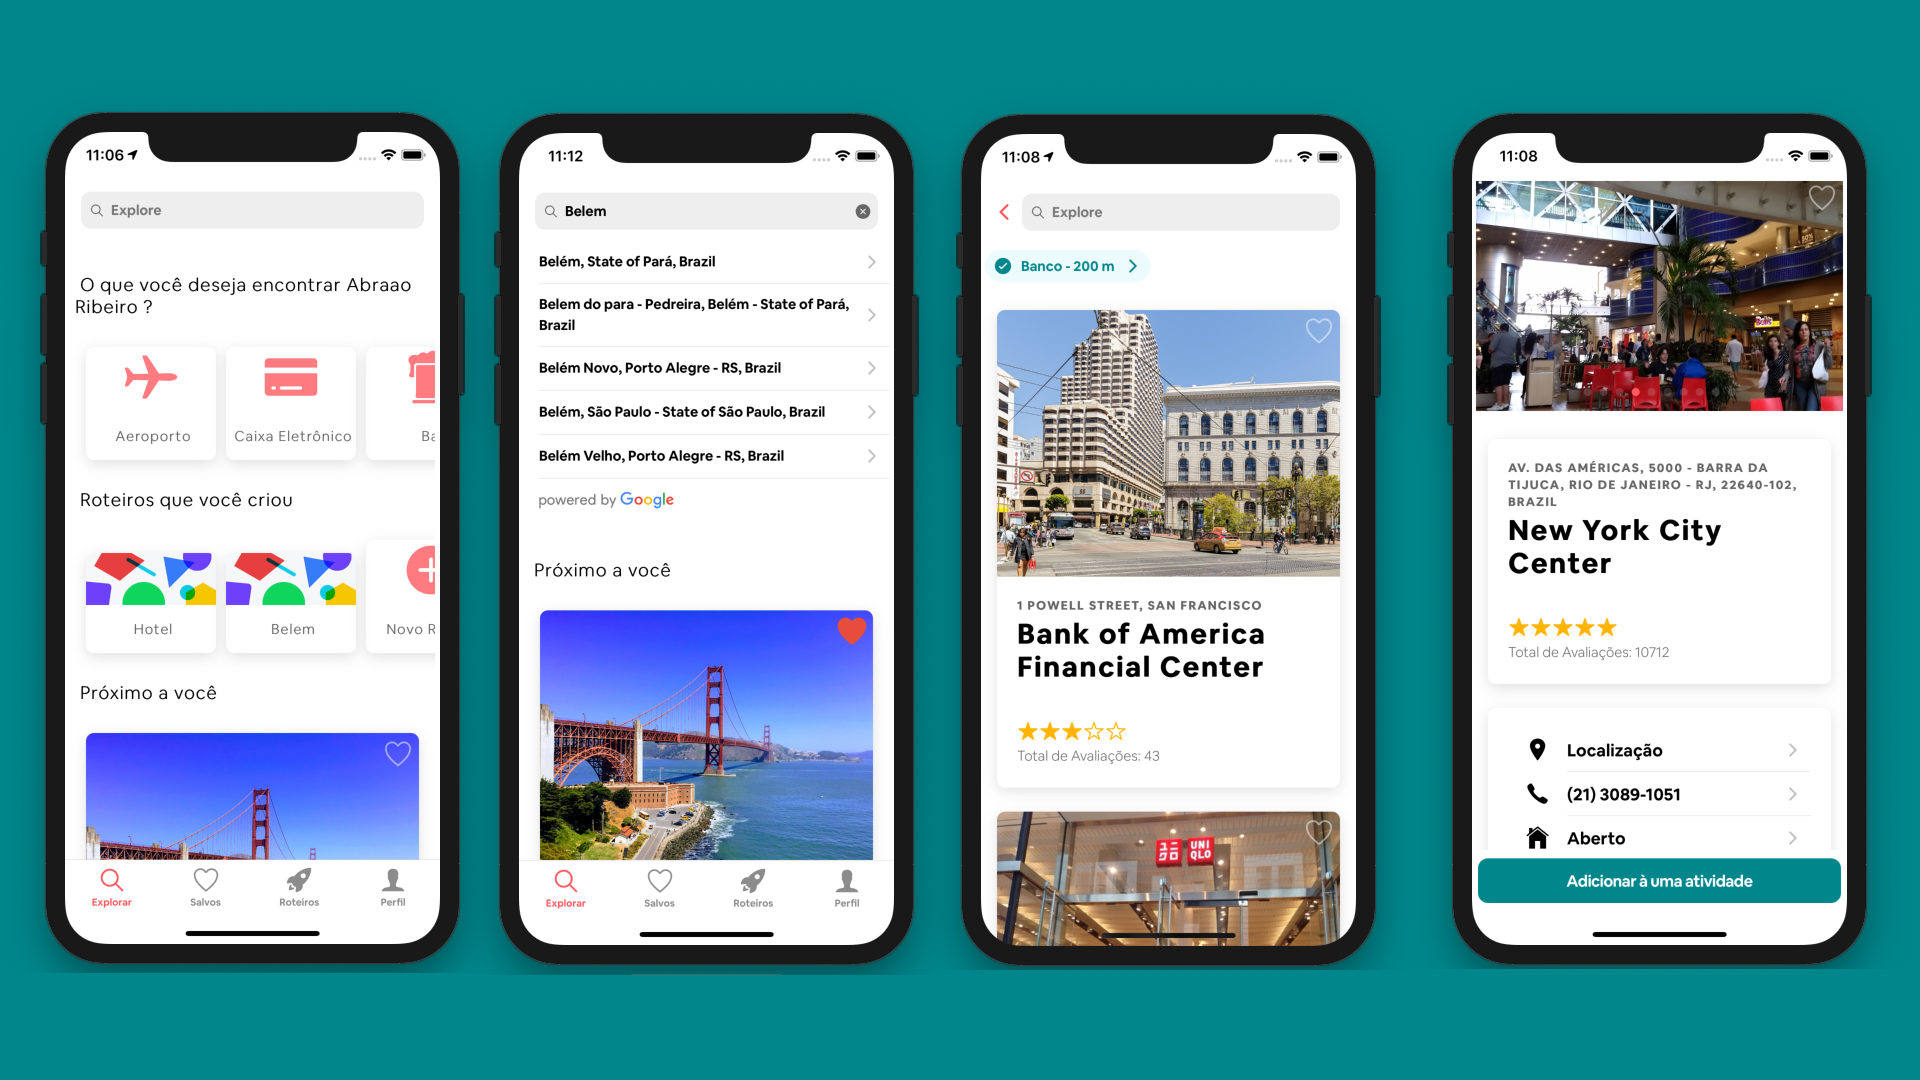 11:06
Explore
O que você deseja encontrar Abraao
Ribeiro ?
Aeroporto
Caixa Eletrônico
Ba
Roteiros que você criou
Hotel
Belem
Novo R
Próximo a você
Explorar
Salvos
Roteiros
Perfil
11:12
Belem
Belém, State of Pará, Brazil
Belem do para - Pedreira, Belém - State of Pará,
Brazil
Belém Novo, Porto Alegre - RS, Brazil
Belém, São Paulo - State of São Paulo, Brazil
Belém Velho, Porto Alegre - RS, Brazil
powered by Google
Próximo a você
Explorar
Salvos
Roteiros
Perfil
11:08
Explore
Banco - 200 m
1 POWELL STREET, SAN FRANCISCO
Bank of America
Financial Center
Total de Avaliações: 43
ユニ
クロ
UNI
QLO
11:08
AV. DAS AMÉRICAS, 5000 - BARRA DA
TIJUCA, RIO DE JANEIRO - RJ, 22640-102,
BRAZIL
New York City
Center
Total de Avaliações: 10712
Localização
(21) 3089-1051
Aberto
Adicionar à uma atividade